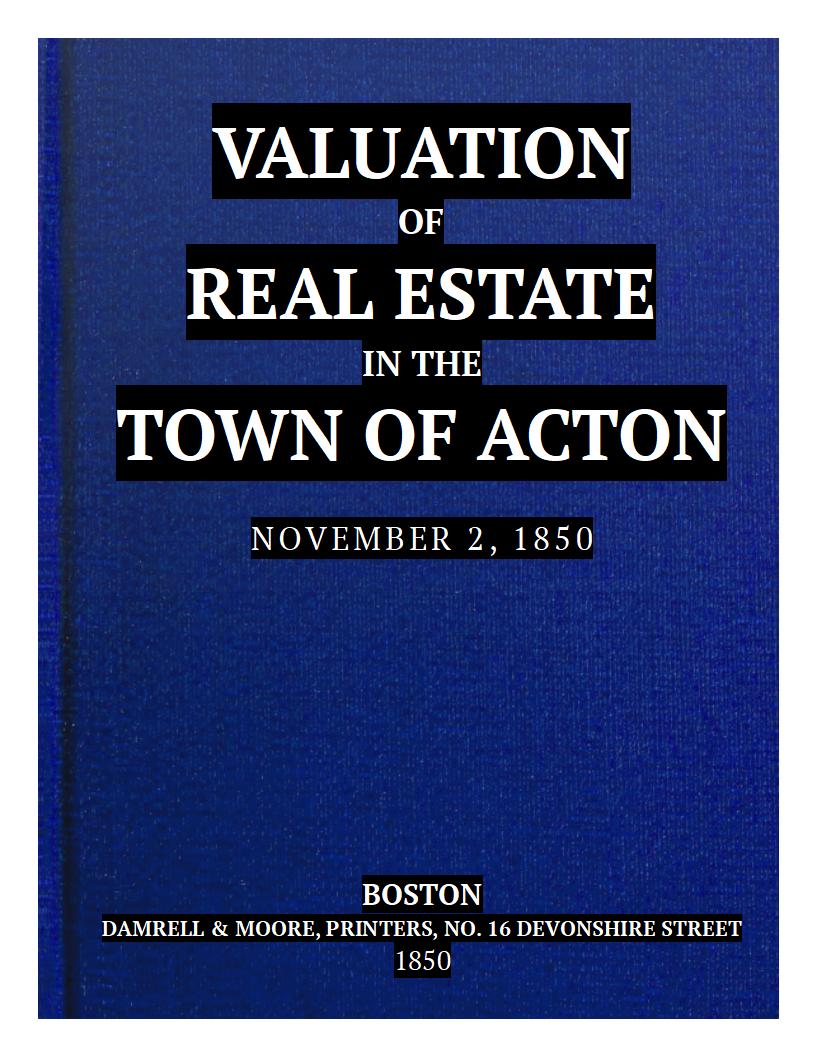 VALUATION
OF
REAL ESTATE
IN THE
TOWN OF ACTON
NOVEMBER 2, 1850
BOSTON
DAMRELL & MOORE, PRINTERS, NO. 16 DEVONSHIRE STREET
1850